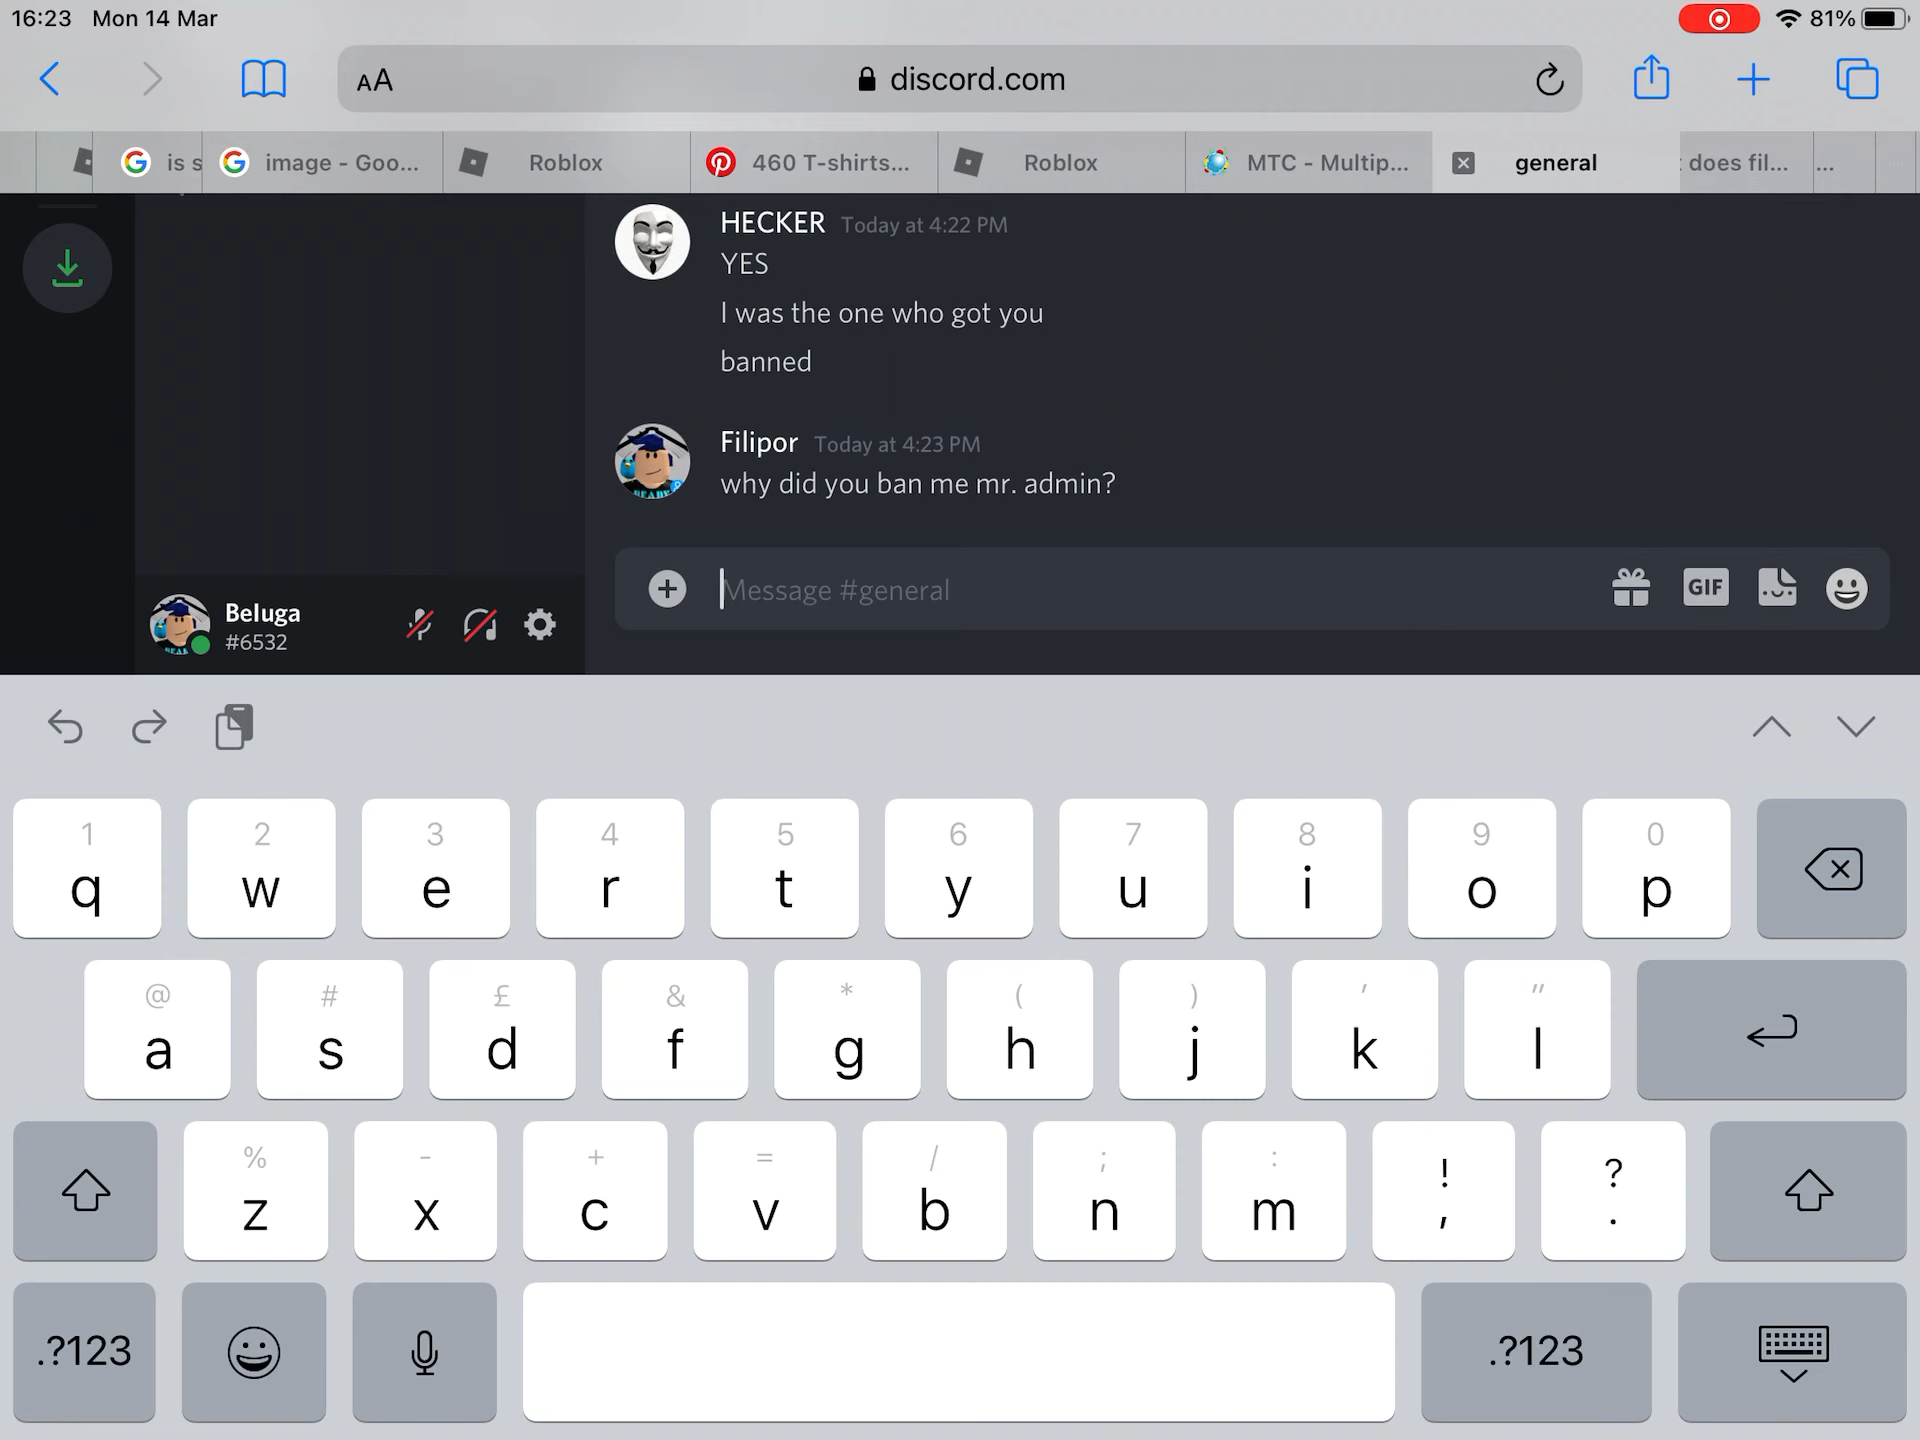 16:23 Mon 14 Mar 81%
AA discord.com
is s image - Goo... Roblox 460 T-shirts... Roblox MTC - Multip... general does fil... ...
HECKER Today at 4:22 PM
YES
I was the one who got you
banned
Filipor Today at 4:23 PM
why did you ban me mr. admin?
Message #general
GIF
Beluga
#6532
1 2 3 4 5 6 7 8 9 0
q w e r t y u i o p
@ # £ & * ( ) ' "
a s d f g h j k l
% - + = / ; : ! ?
z x c v b n m , .
.?123 .?123